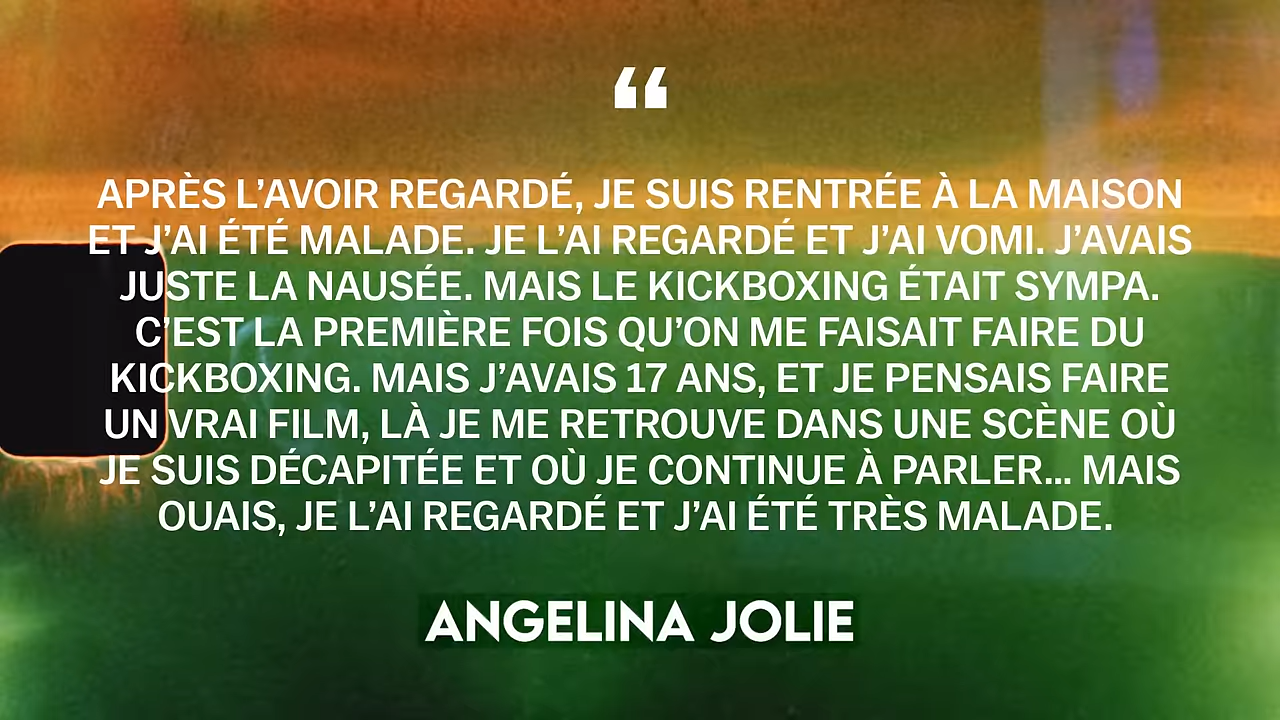 “
APRÈS L’AVOIR REGARDÉ, JE SUIS RENTRÉE À LA MAISON
ET J’AI ÉTÉ MALADE. JE L’AI REGARDÉ ET J’AI VOMI. J’AVAIS
JUSTE LA NAUSÉE. MAIS LE KICKBOXING ÉTAIT SYMPA.
C’EST LA PREMIÈRE FOIS QU’ON ME FAISAIT FAIRE DU
KICKBOXING. MAIS J’AVAIS 17 ANS, ET JE PENSAIS FAIRE
UN VRAI FILM, LÀ JE ME RETROUVE DANS UNE SCÈNE OÙ
JE SUIS DÉCAPITÉE ET OÙ JE CONTINUE À PARLER... MAIS
OUAIS, JE L’AI REGARDÉ ET J’AI ÉTÉ TRÈS MALADE.
ANGELINA JOLIE